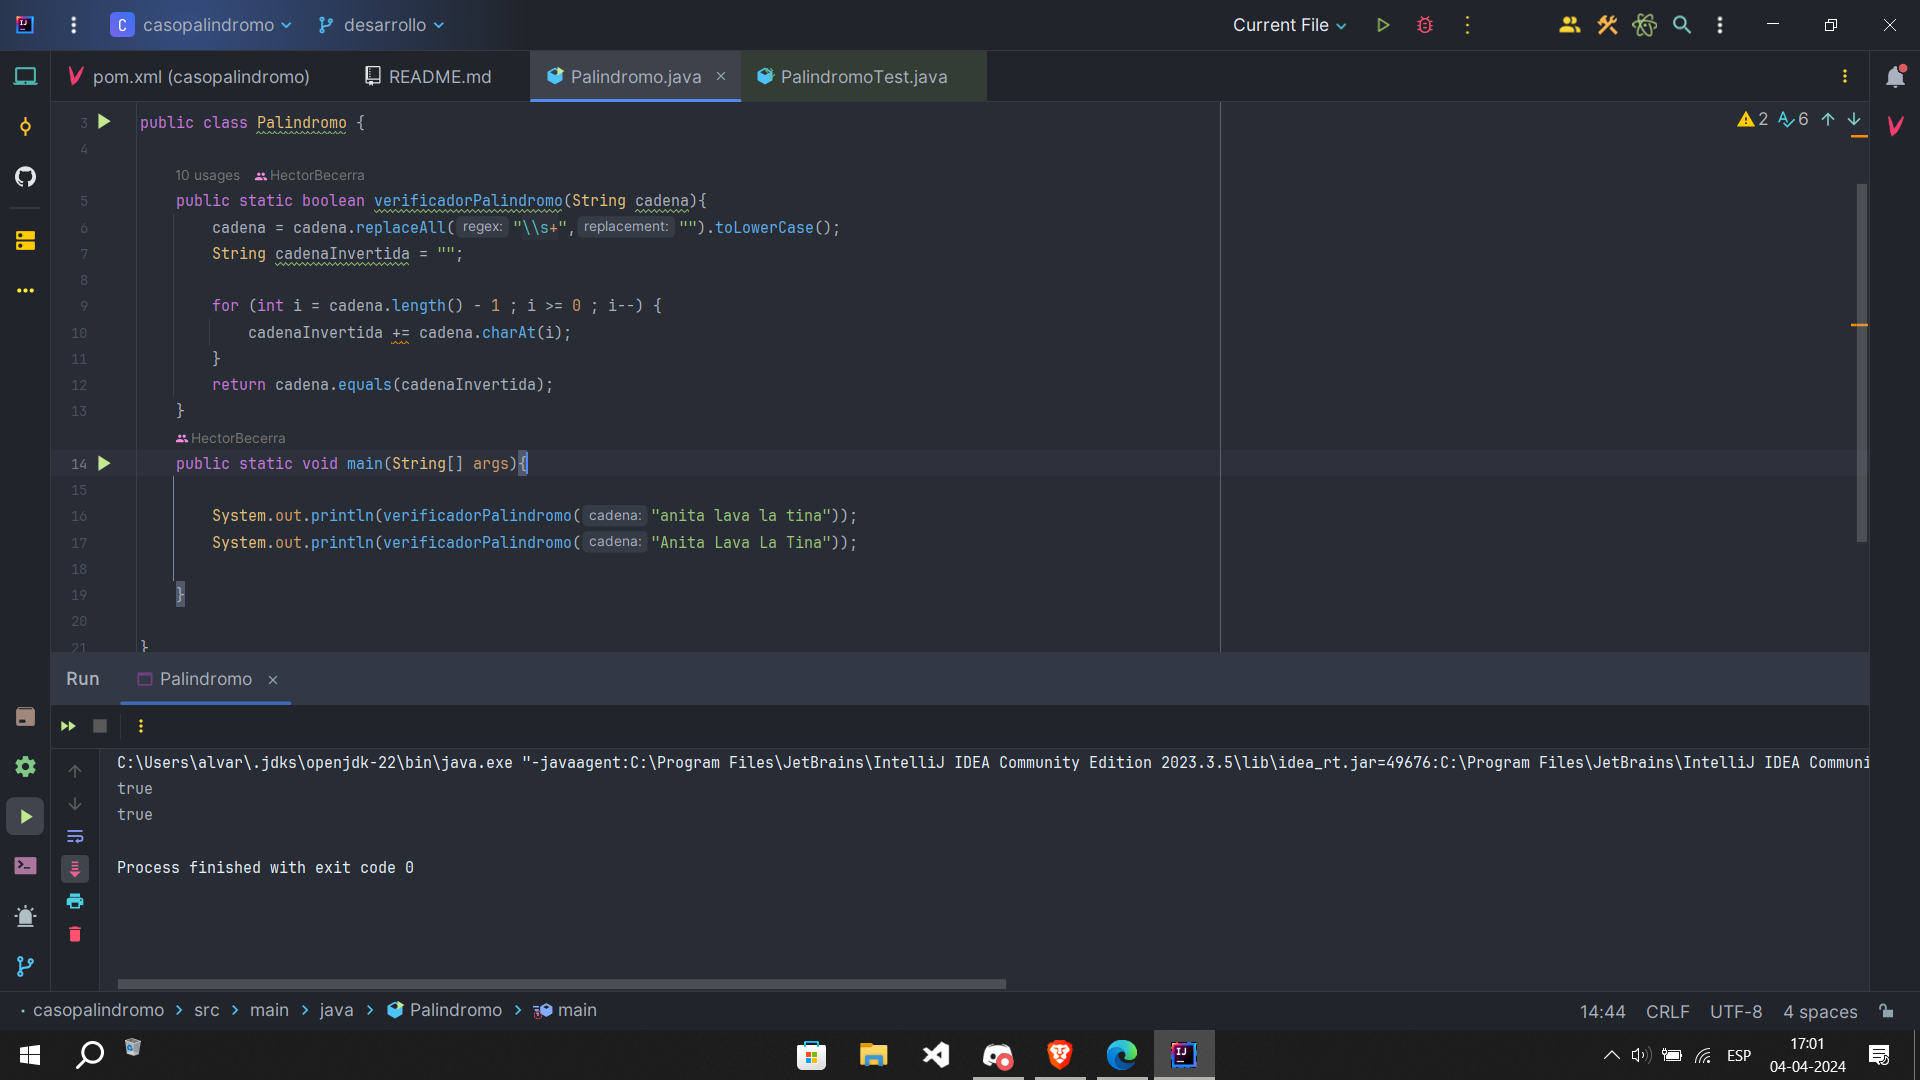 C casopalindromo desarrollo Current File
pom.xml (casopalindromo) README.md Palindromo.java PalindromoTest.java
3 public class Palindromo { 2 6
4
10 usages HectorBecerra
5 public static boolean verificadorPalindromo(String cadena){
6 cadena = cadena.replaceAll( regex: "\\s+", replacement: "").toLowerCase();
7 String cadenaInvertida = "";
8
9 for (int i = cadena.length() - 1 ; i >= 0 ; i--) {
10 cadenaInvertida += cadena.charAt(i);
11 }
12 return cadena.equals(cadenaInvertida);
13 }
HectorBecerra
14 public static void main(String[] args){
15
16 System.out.println(verificadorPalindromo( cadena: "anita lava la tina"));
17 System.out.println(verificadorPalindromo( cadena: "Anita Lava La Tina"));
18
19 }
20
21 }
Run Palindromo
C:\Users\alvar\.jdks\openjdk-22\bin\java.exe "-javaagent:C:\Program Files\JetBrains\IntelliJ IDEA Community Edition 2023.3.5\lib\idea_rt.jar=49676:C:\Program Files\JetBrains\IntelliJ IDEA Communi
true
true
Process finished with exit code 0
casopalindromo > src > main > java > Palindromo > main 14:44 CRLF UTF-8 4 spaces
ESP 17:01
04-04-2024